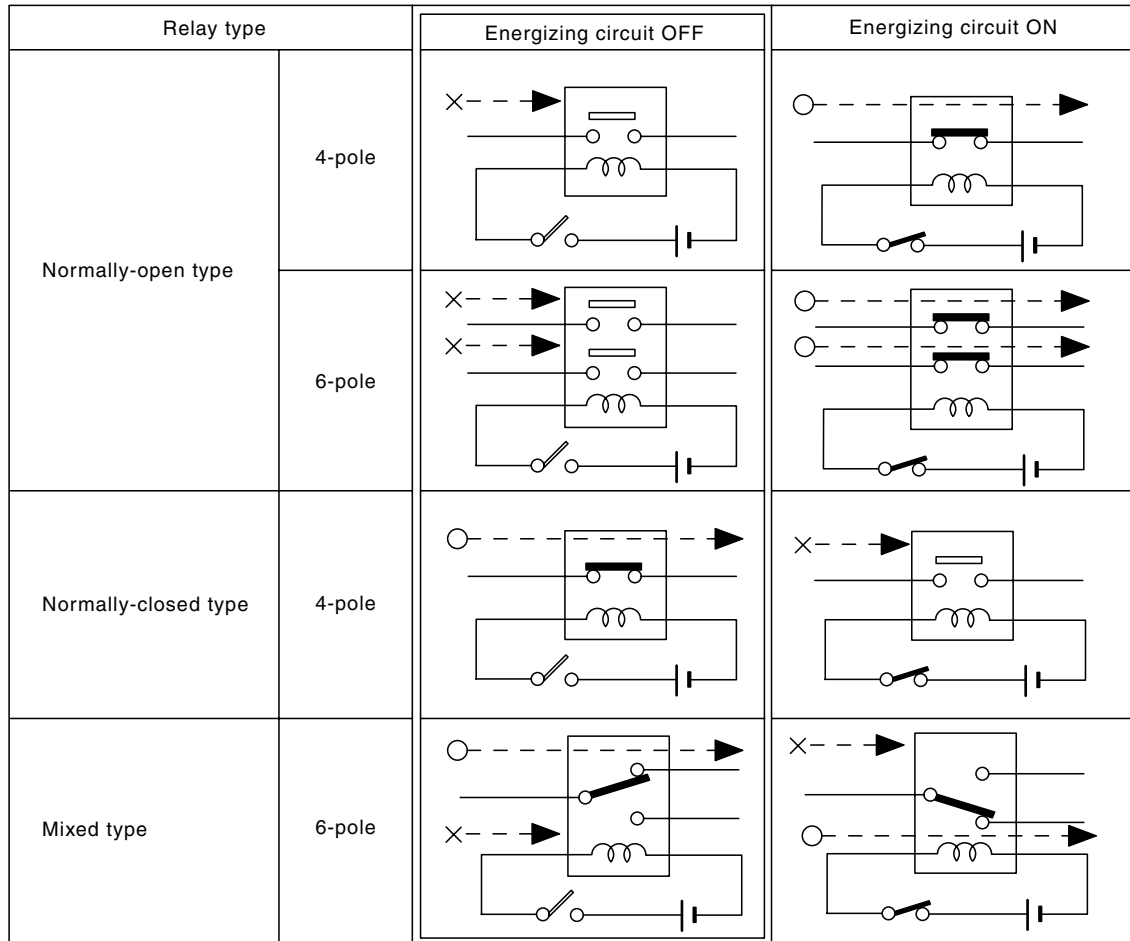 Relay type
Energizing circuit OFF
Energizing circuit ON
Normally-open type
4-pole
6-pole
Normally-closed type
4-pole
Mixed type
6-pole